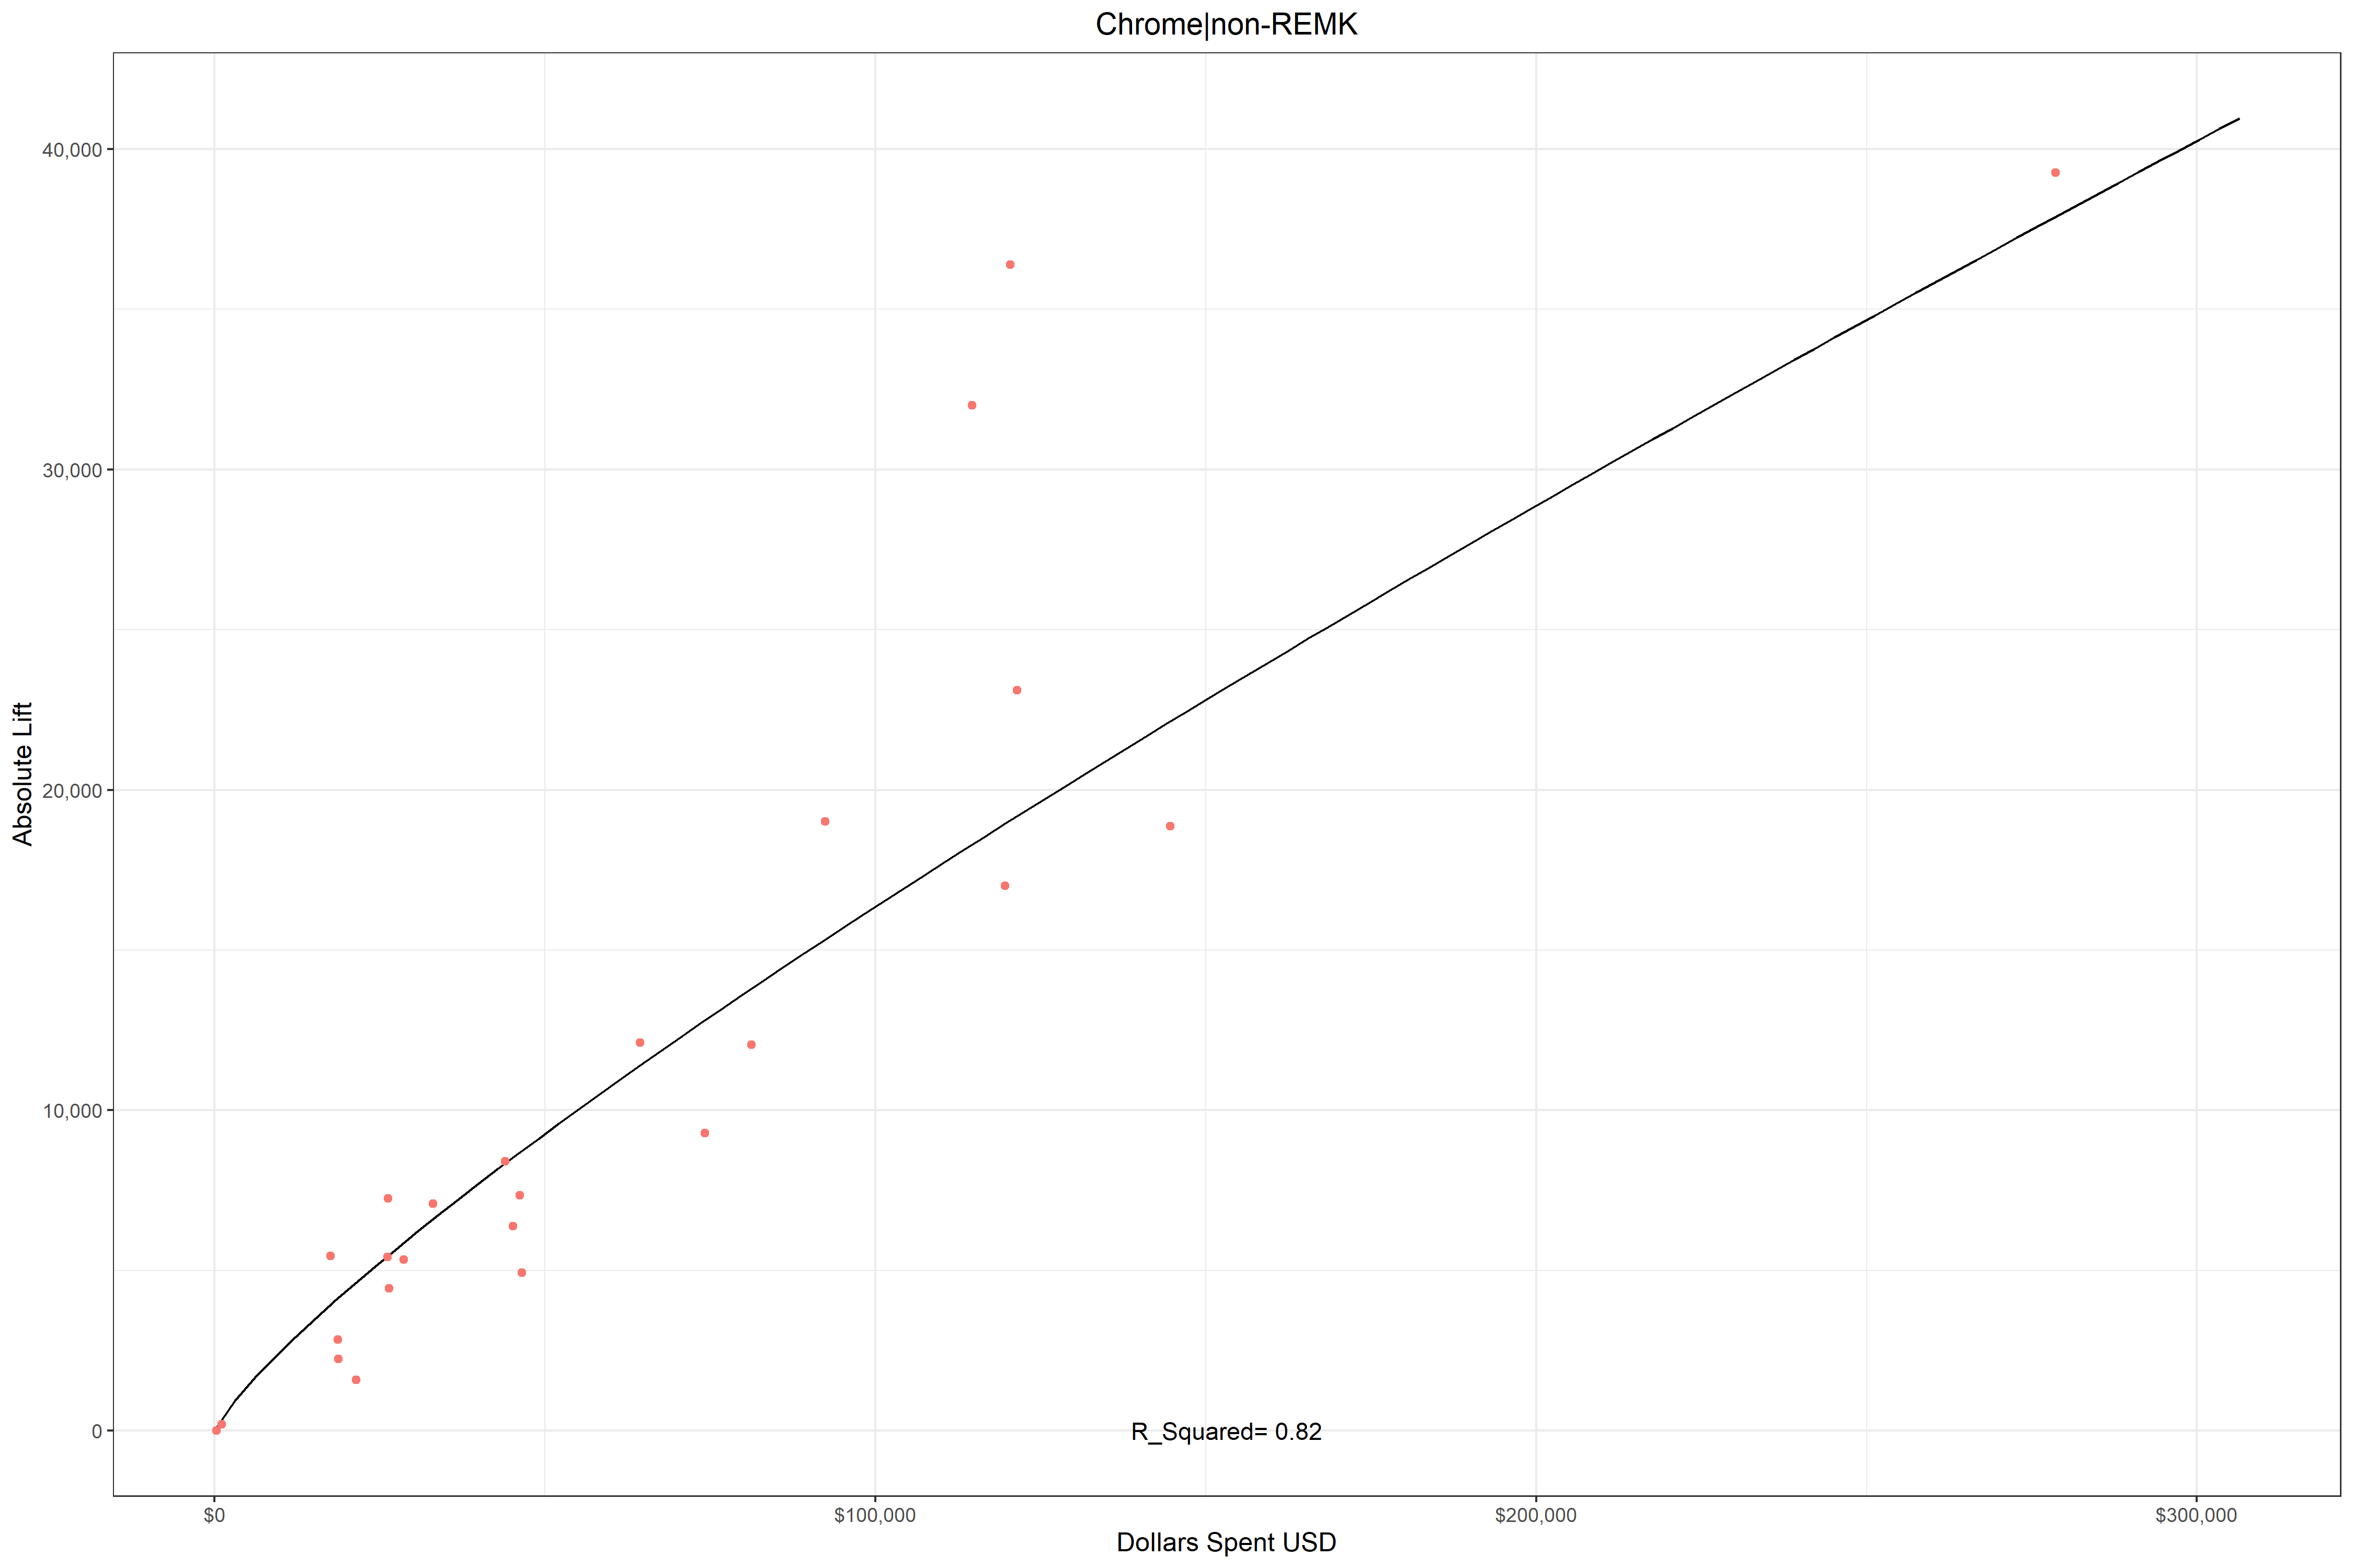 Chrome|non-REMK
Absolute Lift
40,000
30,000
20,000
10,000
0
R_Squared= 0.82
$0
$100,000
$200,000
$300,000
Dollars Spent USD